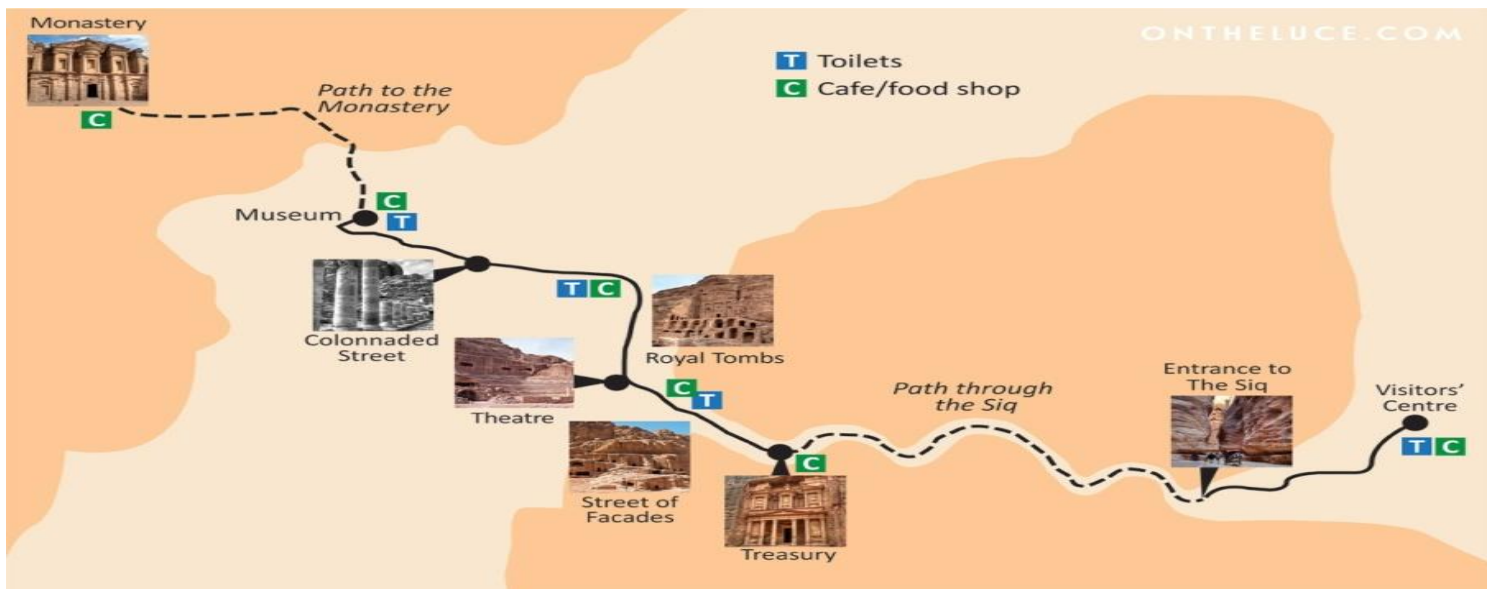 Monastery
ONTHELUCE.COM
T Toilets
C Cafe/food shop
Path to the
Monastery
C
C
Museum
T
T C
Colonnaded
Street
Royal Tombs
Entrance to
The Siq
Path through
the Siq
Visitors'
Centre
C
T
Theatre
T C
C
Street of
Facades
Treasury